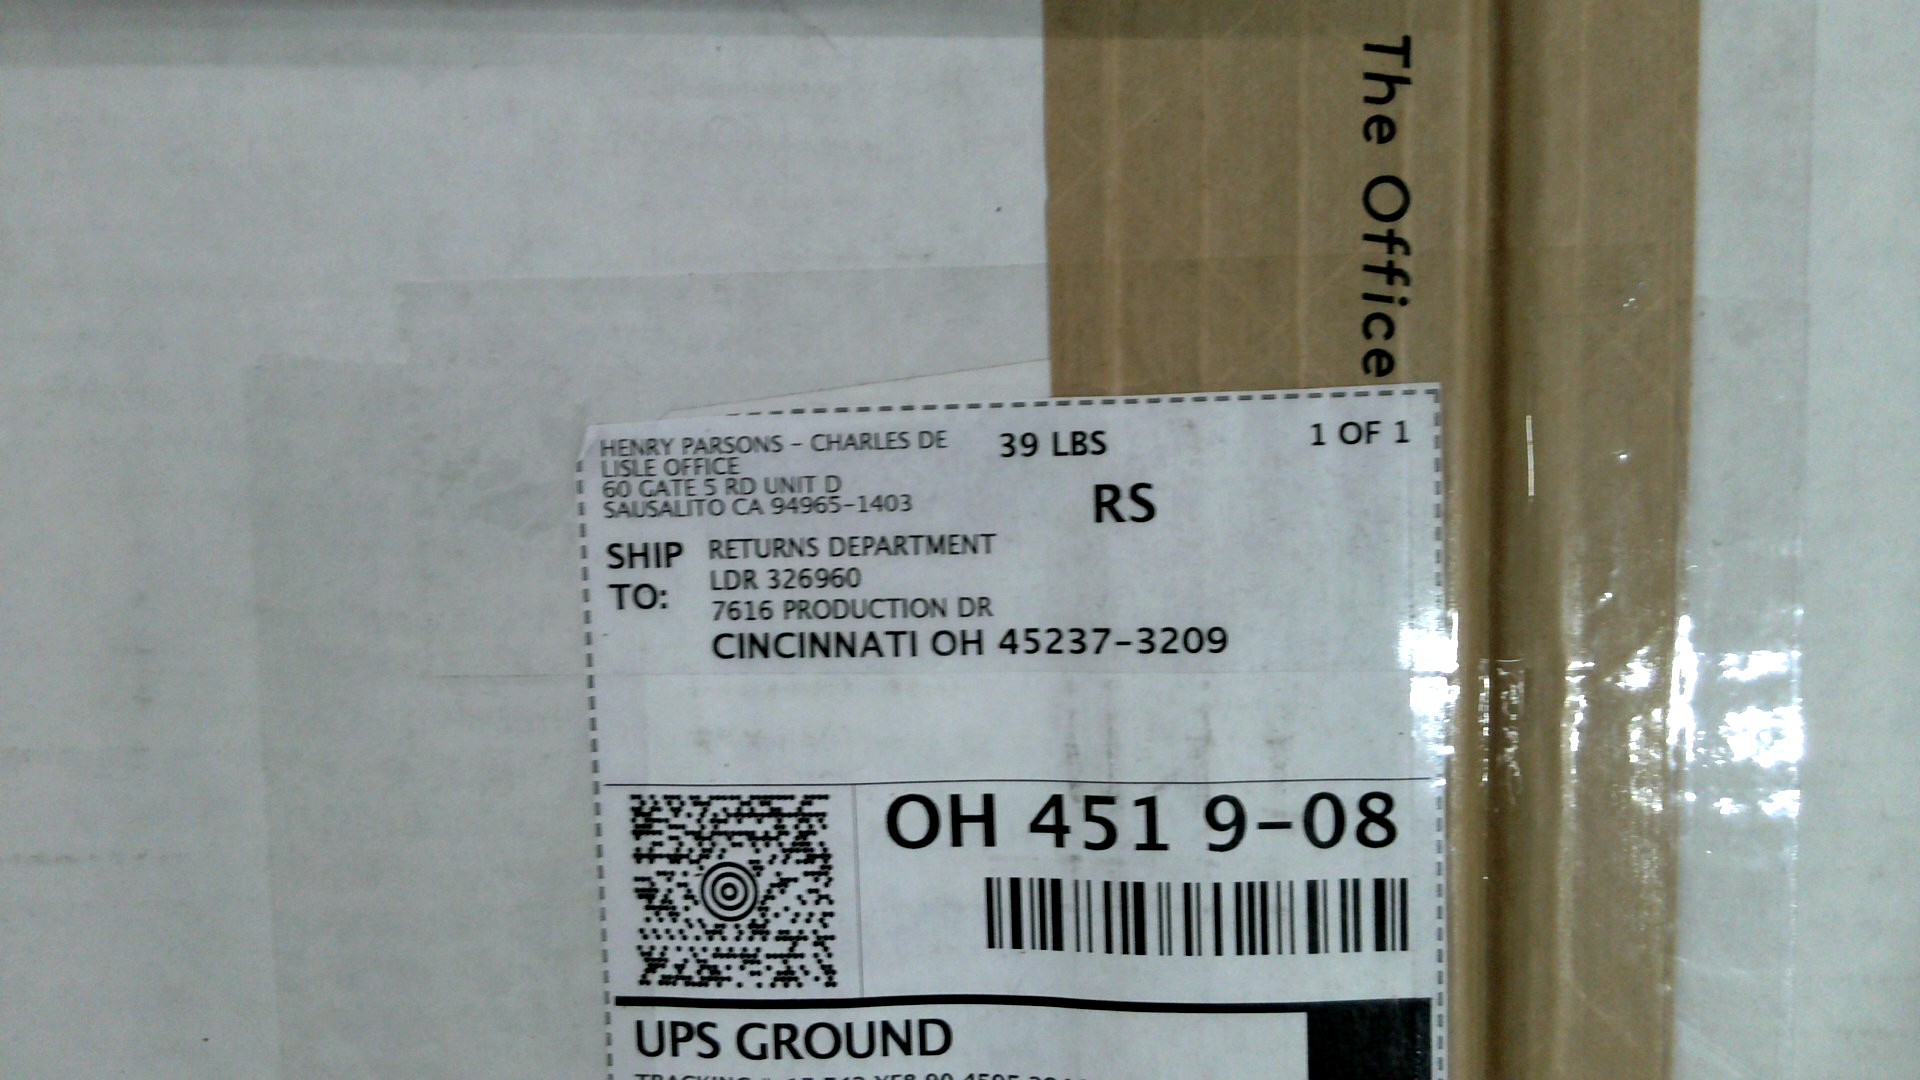 The Office
HENRY PARSONS - CHARLES DE
LISLE OFFICE
60 GATE 5 RD UNIT D
SAUSALITO CA 94965-1403
39 LBS
1 OF 1
RS
SHIP TO:
RETURNS DEPARTMENT
LDR 326960
7616 PRODUCTION DR
CINCINNATI OH 45237-3209
OH 451 9-08
UPS GROUND